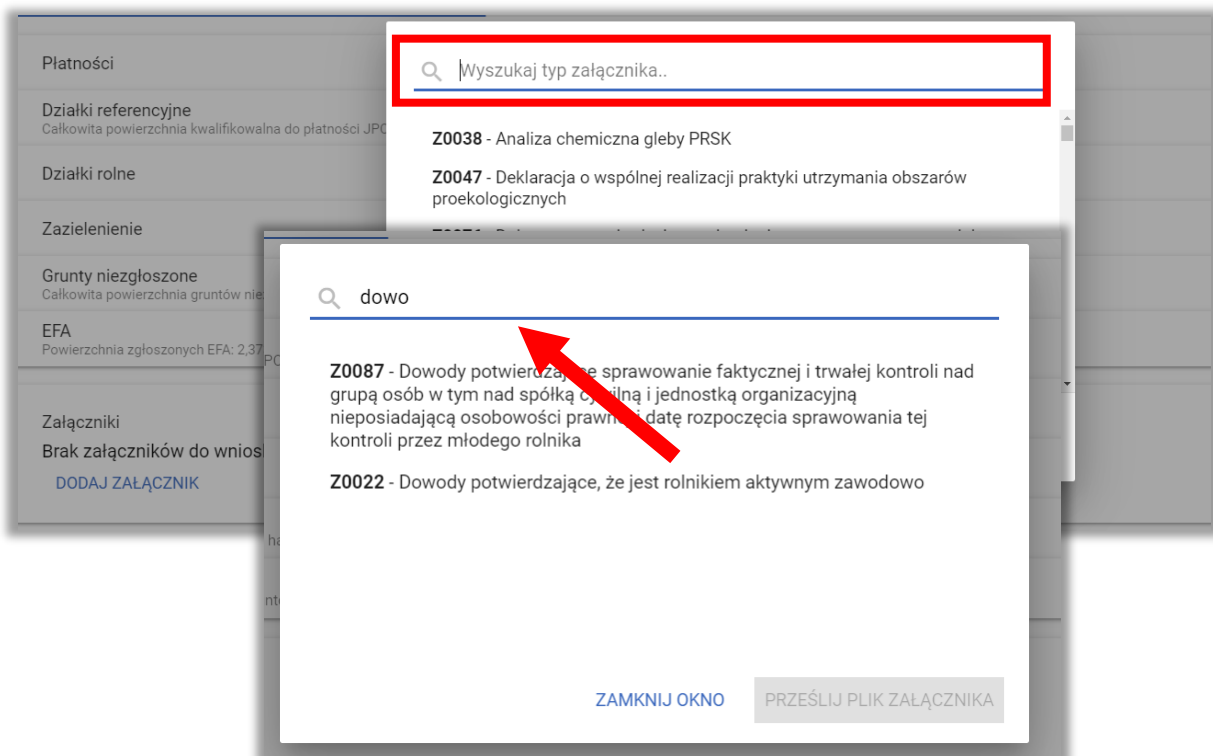 Płatności
Działki referencyjne
Całkowita powierzchnia kwalifikowalna do płatności
Działki rolne
Zazielenienie
Grunty niezgłoszone
Całkowita powierzchnia gruntów nie
EFA
Powierzchnia zgłoszonych EFA: 2,37
Załączniki
Brak załączników do wnios
DODAJ ZAŁĄCZNIK
Wyszukaj typ załącznika..
Z0038 - Analiza chemiczna gleby PRSK
Z0047 - Deklaracja o wspólnej realizacji praktyki utrzymania obszarów
proekologicznych
dowo
Z0087 - Dowody potwierdzające sprawowanie faktycznej i trwałej kontroli nad
grupą osób w tym nad spółką cywilną i jednostką organizacyjną
nieposiadającą osobowości prawnej i datę rozpoczęcia sprawowania tej
kontroli przez młodego rolnika
Z0022 - Dowody potwierdzające, że jest rolnikiem aktywnym zawodowo
ZAMKNIJ OKNO
PRZEŚLIJ PLIK ZAŁĄCZNIKA